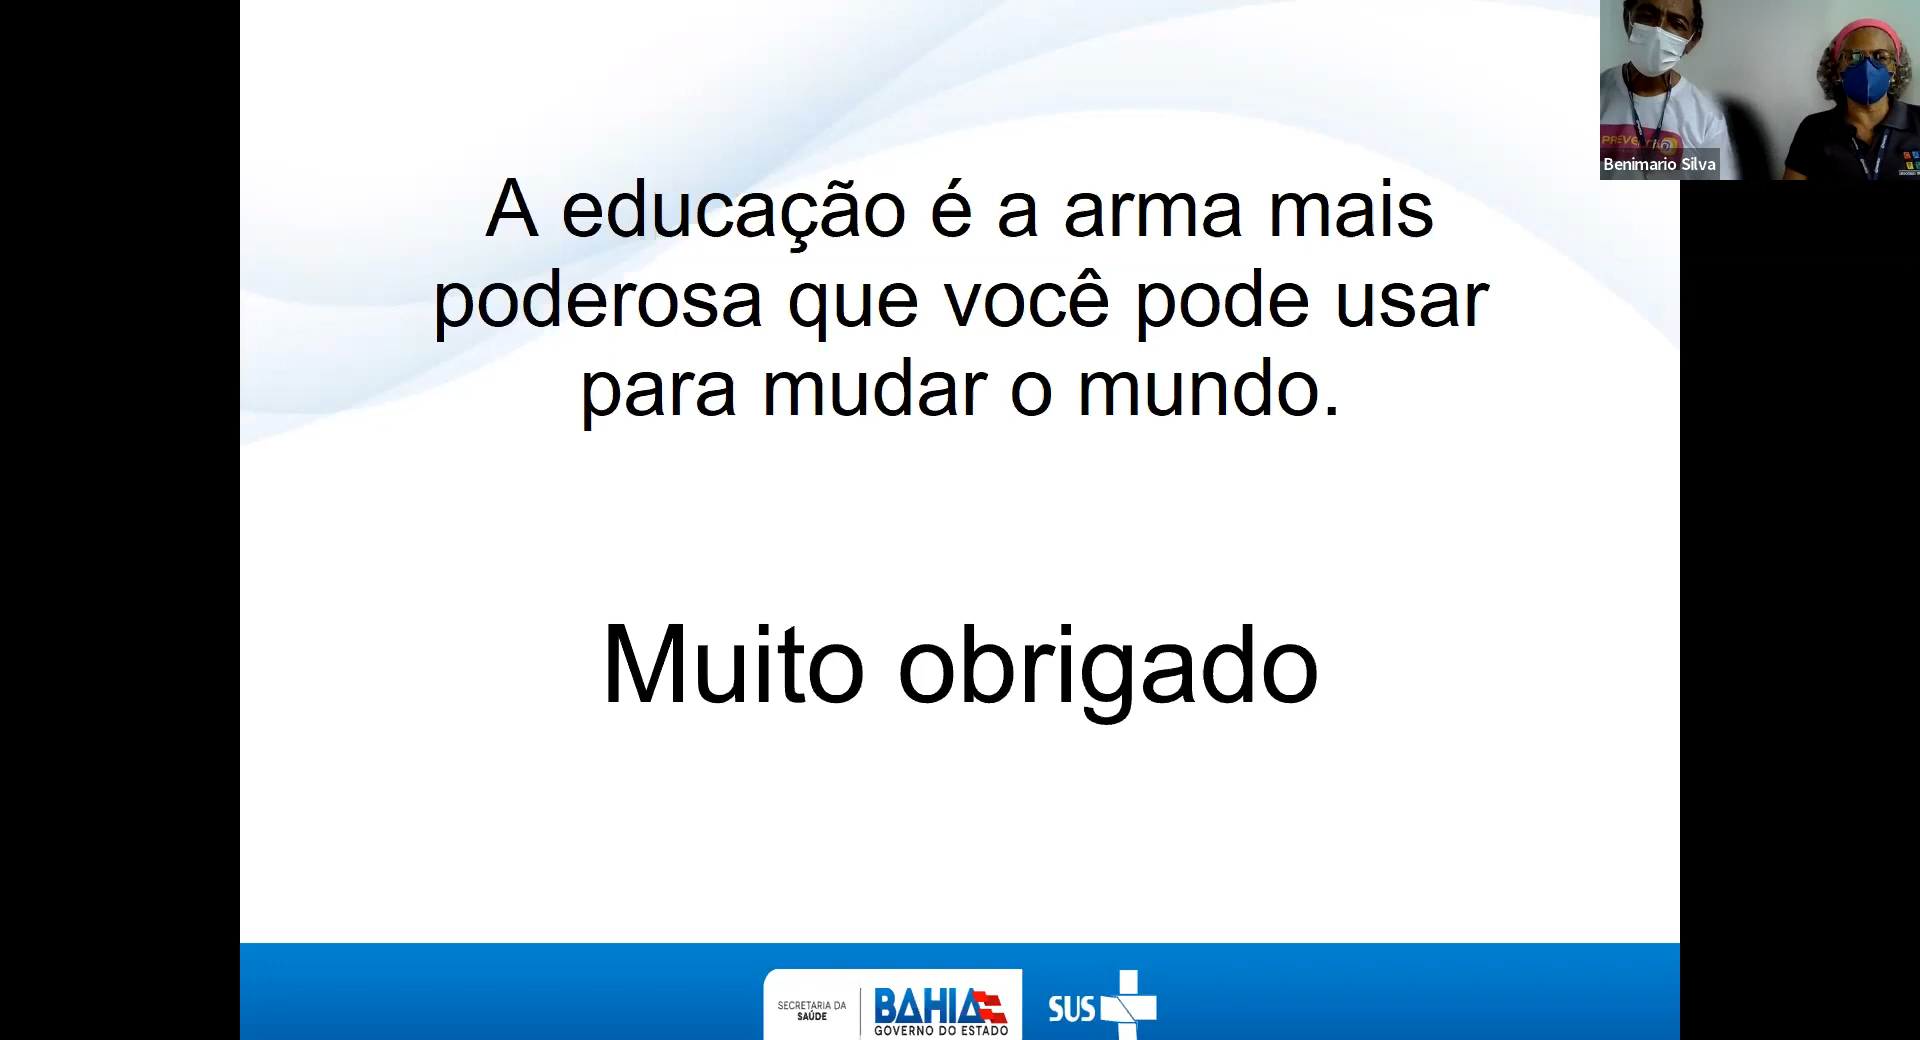 A educação é a arma mais
poderosa que você pode usar
para mudar o mundo.
Muito obrigado
Benimario Silva
SECRETARIA DA
SAÚDE
BAHIA
GOVERNO DO ESTADO
SUS